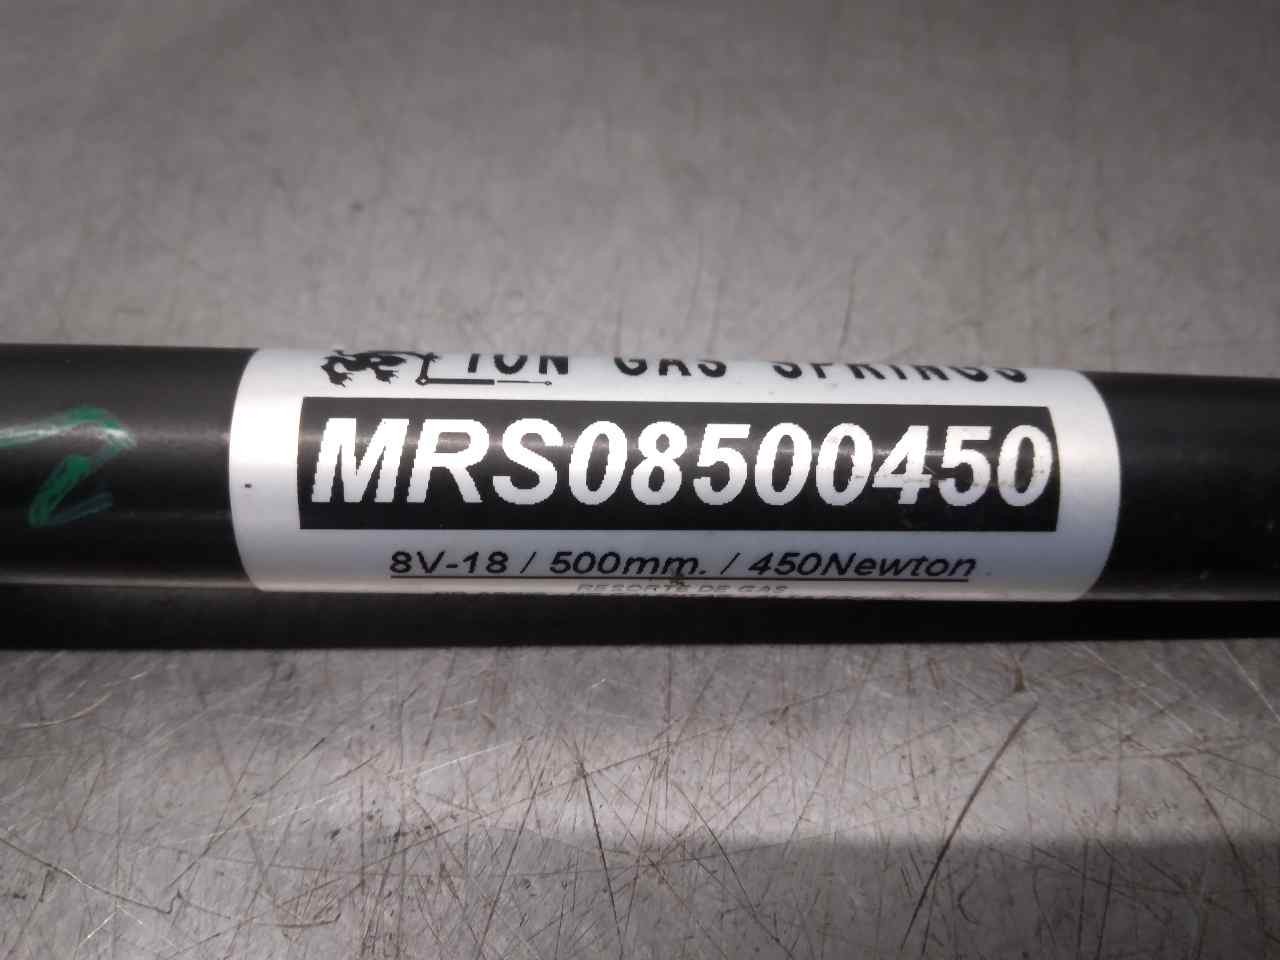 LION GAS SPRINGS
MRS08500450
8V-18 / 500mm. / 450Newton
RESORTE DE GAS